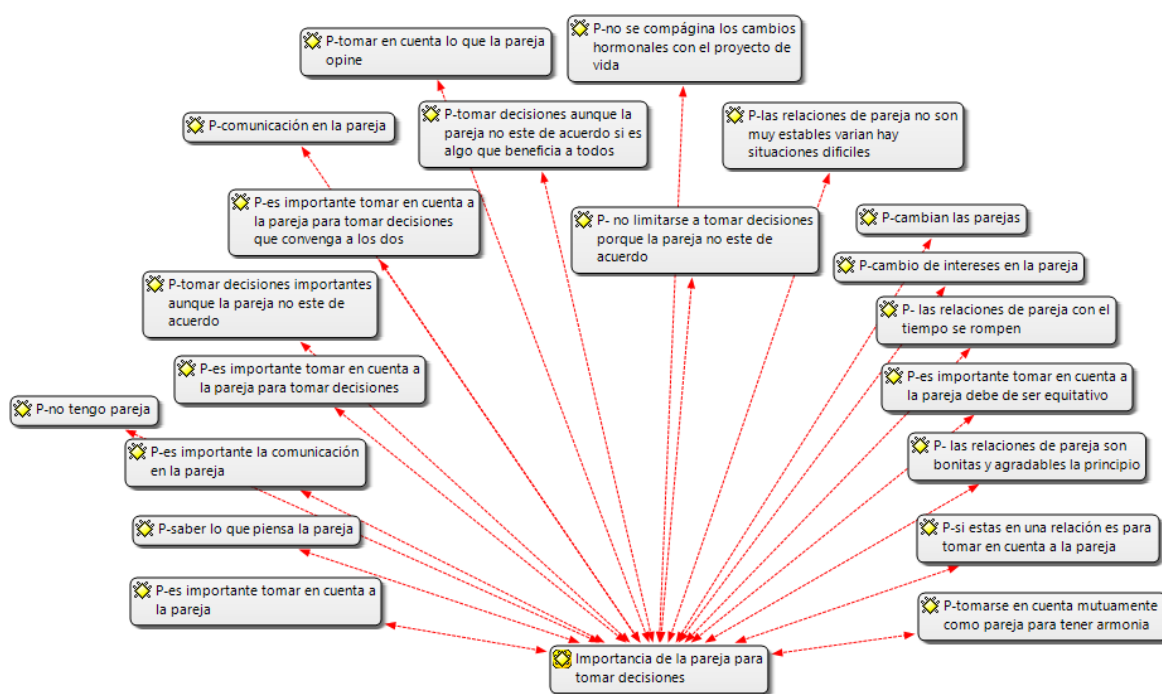 P-tomar en cuenta lo que la pareja
opine
P-no se compágina los cambios
hormonales con el proyecto de
vida
P-comunicación en la pareja
P-tomar decisiones aunque la
pareja no este de acuerdo si es
algo que beneficia a todos
P-las relaciones de pareja no son
muy estables varian hay
situaciones dificiles
P-es importante tomar en cuenta a
la pareja para tomar decisiones
que convenga a los dos
P- no limitarse a tomar decisiones
porque la pareja no este de
acuerdo
P-cambian las parejas
P-cambio de intereses en la pareja
P-tomar decisiones importantes
aunque la pareja no este de
acuerdo
P- las relaciones de pareja con el
tiempo se rompen
P-es importante tomar en cuenta a
la pareja para tomar decisiones
P-es importante tomar en cuenta a
la pareja debe de ser equitativo
P-no tengo pareja
P-es importante la comunicación
en la pareja
P- las relaciones de pareja son
bonitas y agradables la principio
P-saber lo que piensa la pareja
P-si estas en una relación es para
tomar en cuenta a la pareja
P-es importante tomar en cuenta a
la pareja
P-tomarse en cuenta mutuamente
como pareja para tener armonia
Importancia de la pareja para
tomar decisiones